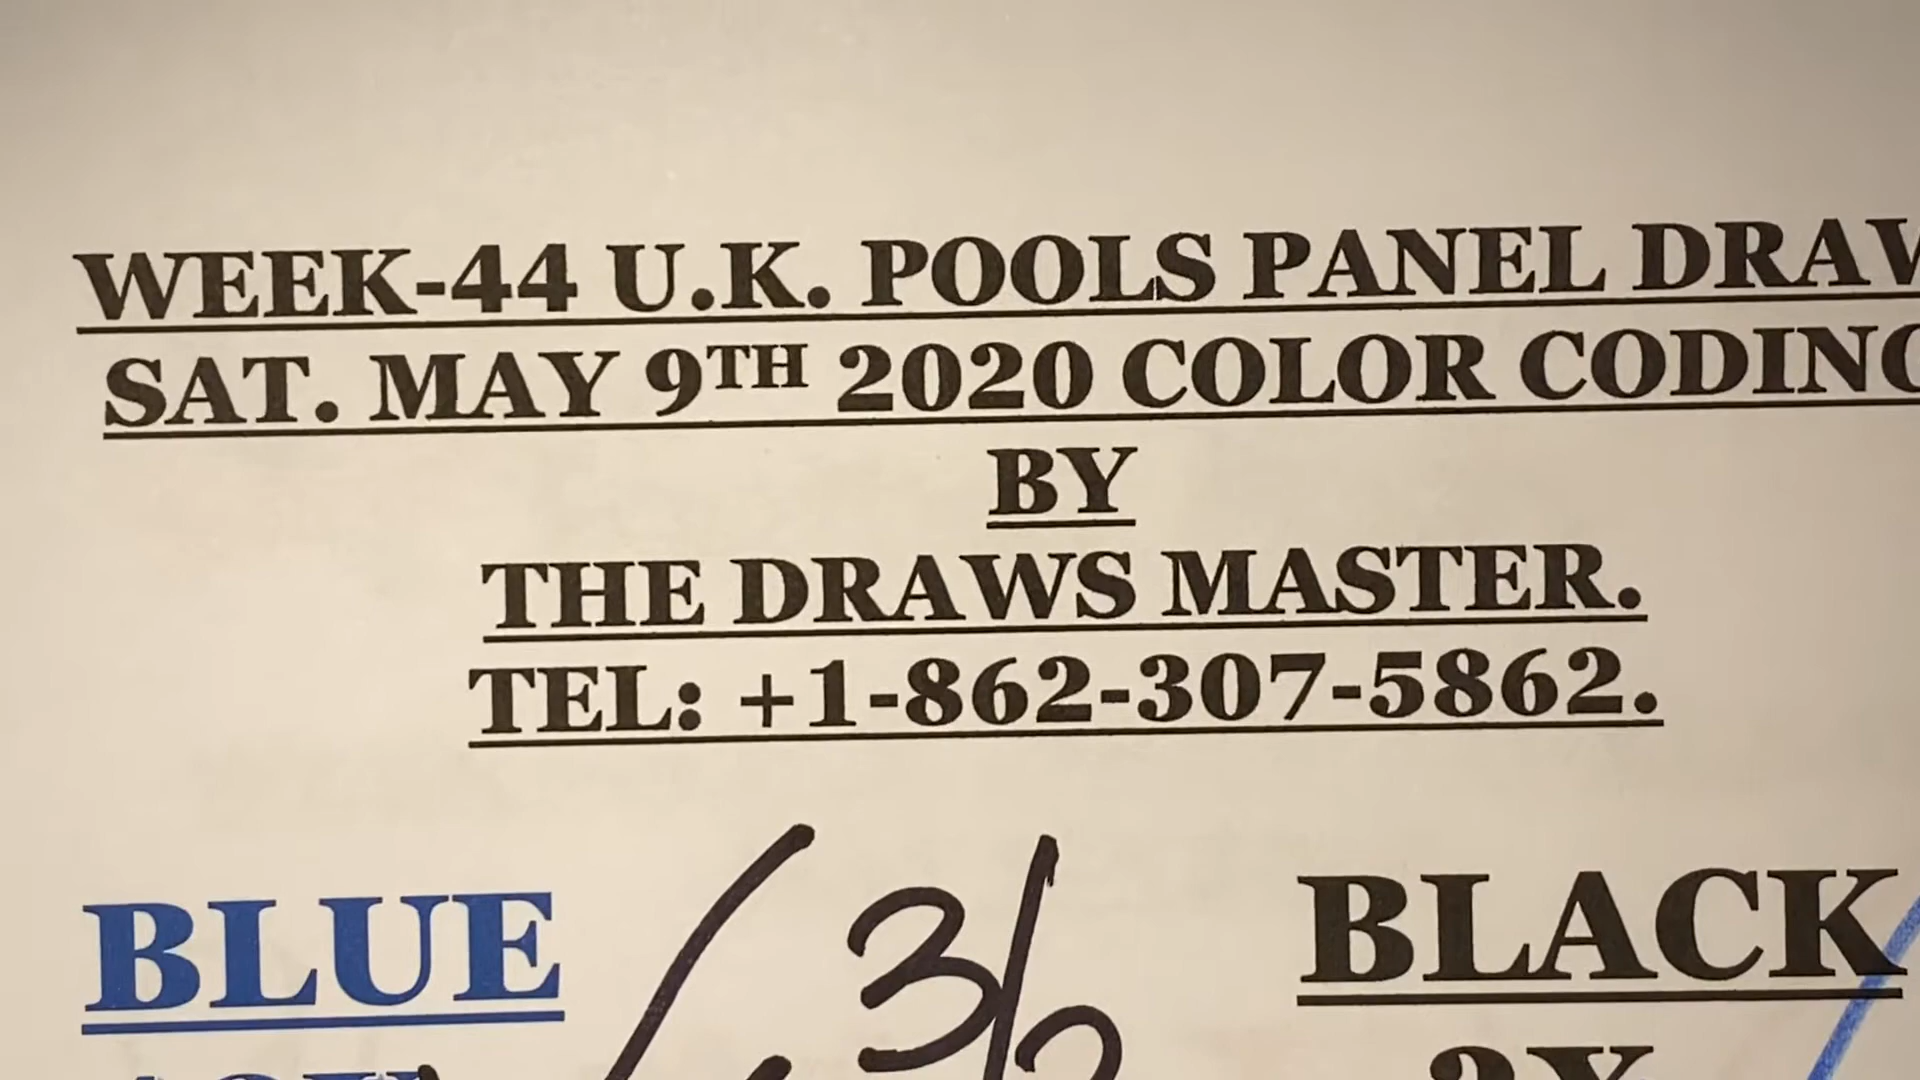 WEEK-44 U.K. POOLS PANEL DRAW
SAT. MAY 9TH 2020 COLOR CODING
BY
THE DRAWS MASTER.
TEL: +1-862-307-5862.
BLUE 3/2 BLACK